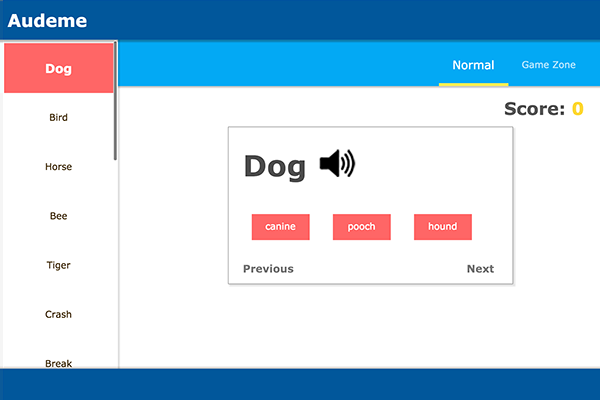 Audeme
Dog
Bird
Horse
Bee
Tiger
Crash
Break
Normal
Game Zone
Score: 0
Dog
canine
pooch
hound
Previous
Next